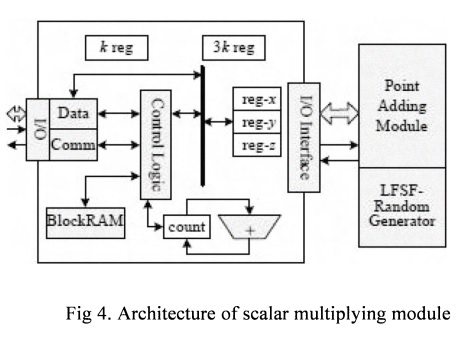 k reg
3k reg
I/O
Data
Comm
Control Logic
reg-x
reg-y
reg-z
I/O Interface
Point
Adding
Module
LFSF-
Random
Generator
BlockRAM
count
+
Fig 4. Architecture of scalar multiplying module